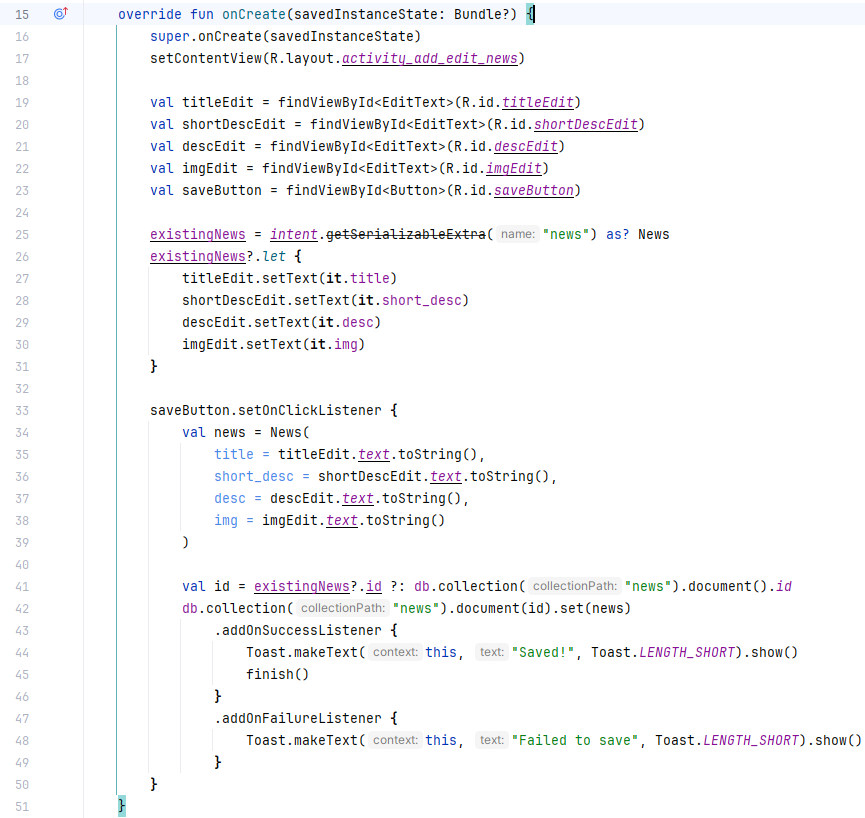 15 override fun onCreate(savedInstanceState: Bundle?) {
16 super.onCreate(savedInstanceState)
17 setContentView(R.layout.activity_add_edit_news)
18
19 val titleEdit = findViewById<EditText>(R.id.titleEdit)
20 val shortDescEdit = findViewById<EditText>(R.id.shortDescEdit)
21 val descEdit = findViewById<EditText>(R.id.descEdit)
22 val imgEdit = findViewById<EditText>(R.id.imgEdit)
23 val saveButton = findViewById<Button>(R.id.saveButton)
24
25 existingNews = intent.getSerializableExtra( name: "news") as? News
26 existingNews?.let {
27 titleEdit.setText(it.title)
28 shortDescEdit.setText(it.short_desc)
29 descEdit.setText(it.desc)
30 imgEdit.setText(it.img)
31 }
32
33 saveButton.setOnClickListener {
34 val news = News(
35 title = titleEdit.text.toString(),
36 short_desc = shortDescEdit.text.toString(),
37 desc = descEdit.text.toString(),
38 img = imgEdit.text.toString()
39 )
40
41 val id = existingNews?.id ?: db.collection( collectionPath: "news").document().id
42 db.collection( collectionPath: "news").document(id).set(news)
43 .addOnSuccessListener {
44 Toast.makeText( context: this, text: "Saved!", Toast.LENGTH_SHORT).show()
45 finish()
46 }
47 .addOnFailureListener {
48 Toast.makeText( context: this, text: "Failed to save", Toast.LENGTH_SHORT).show()
49 }
50 }
51 }